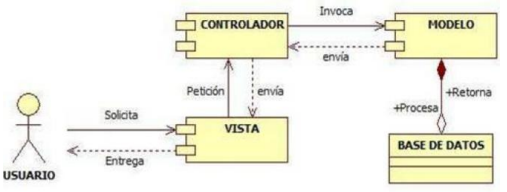 Invoca
CONTROLADOR
MODELO
envía
Petición
envía
+Retorna
+Procesa
Solicita
VISTA
BASE DE DATOS
Entrega
USUARIO